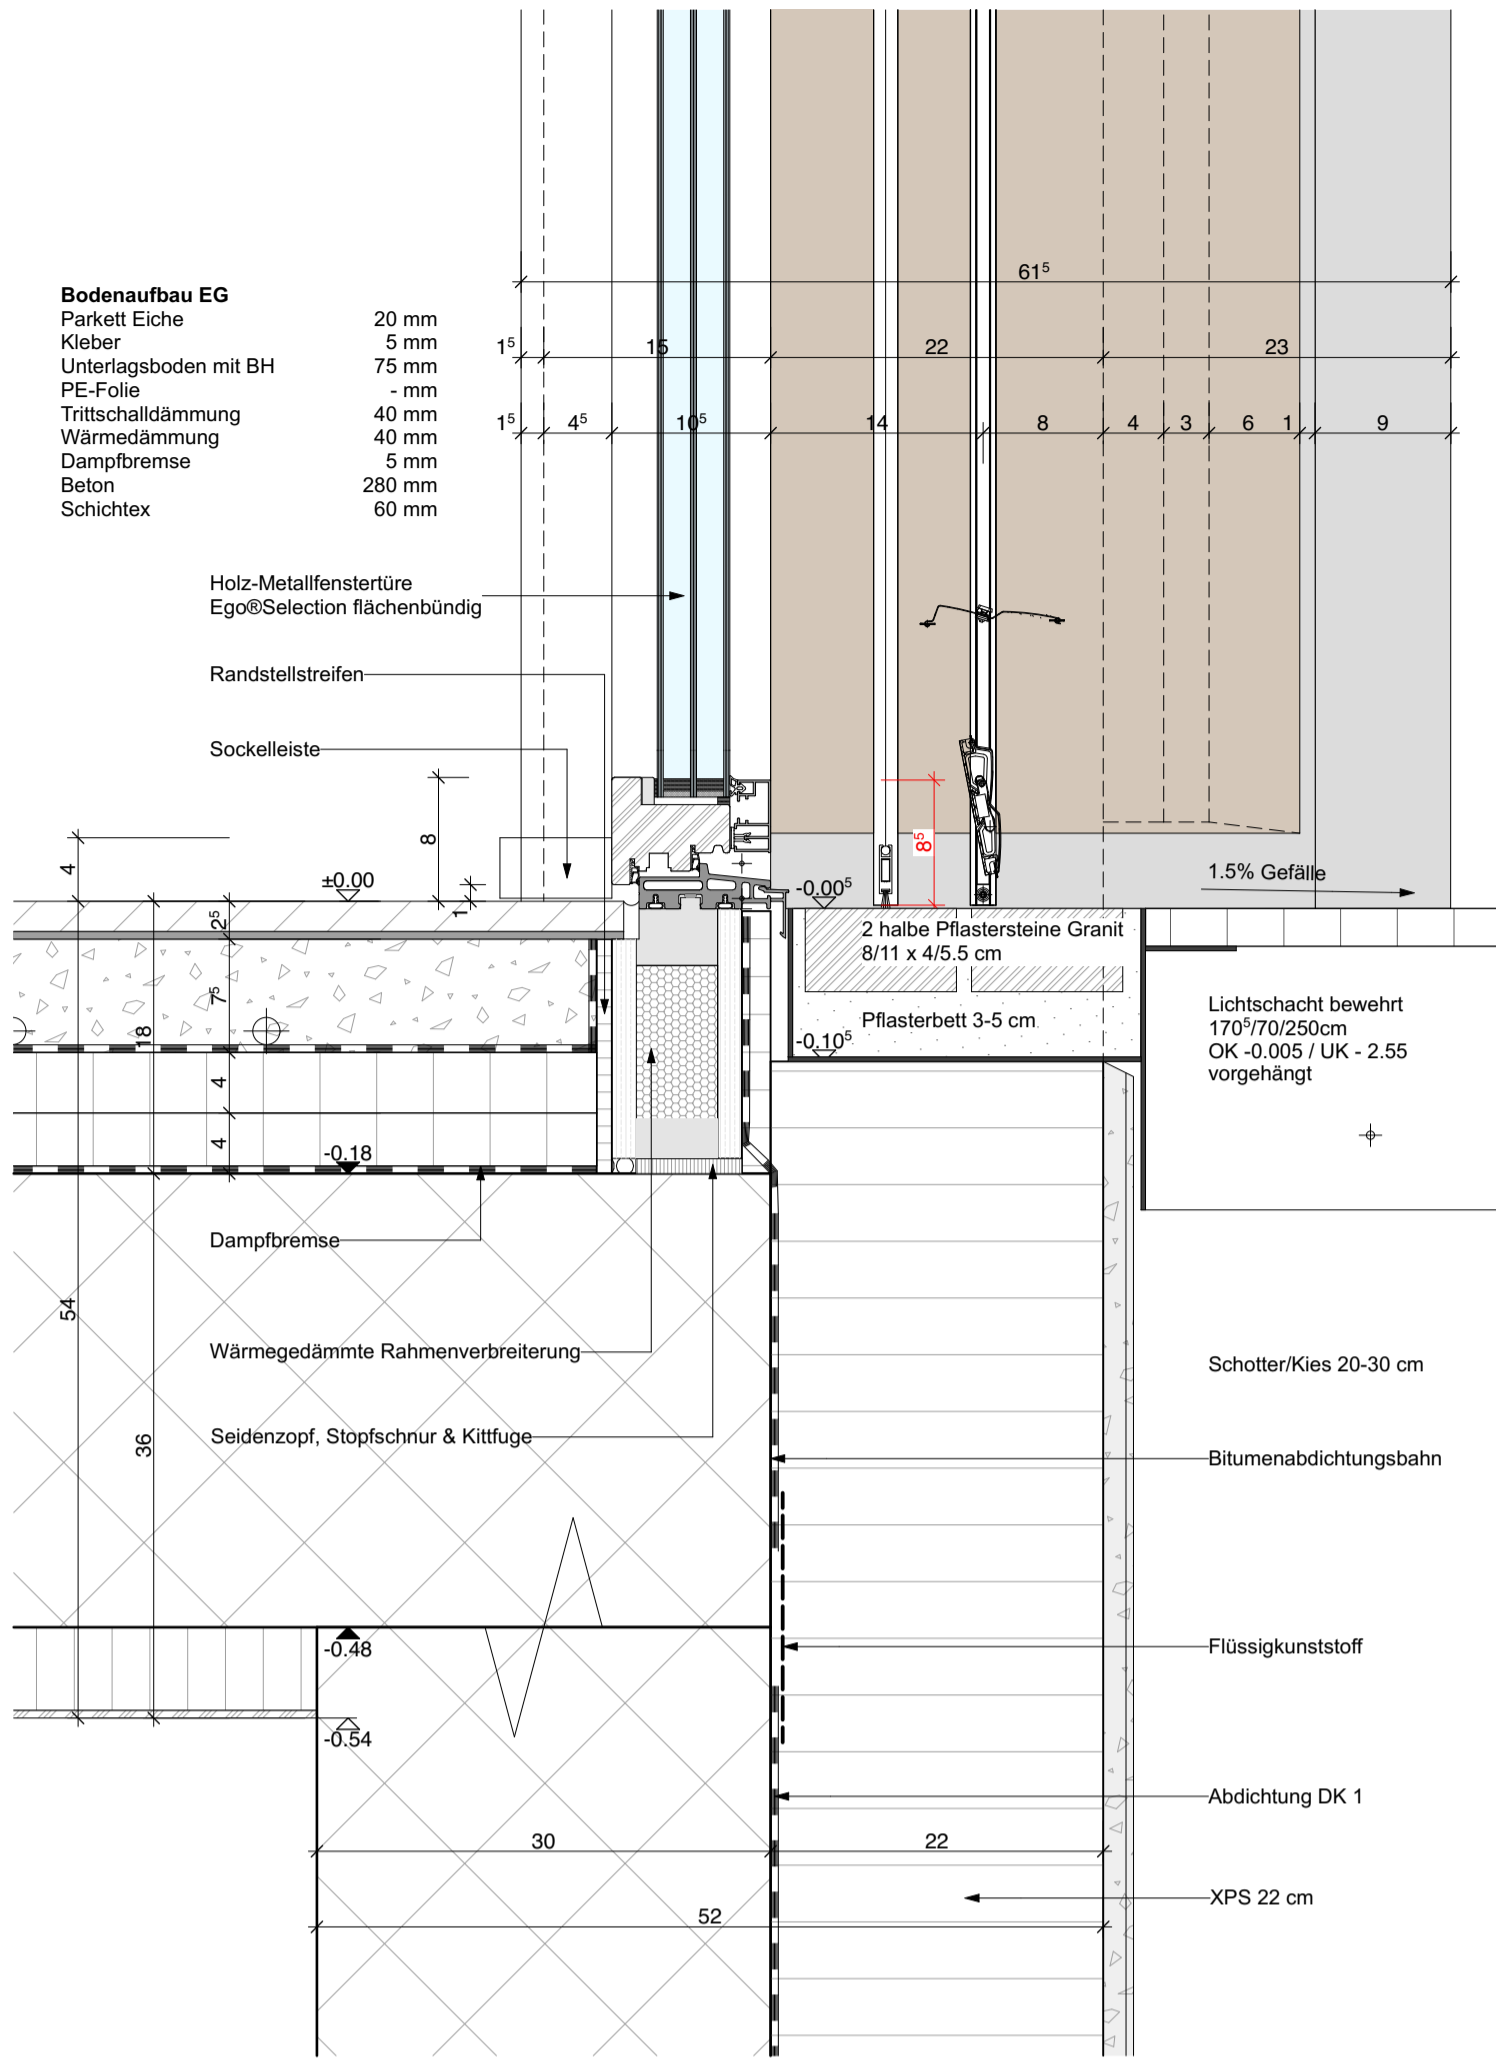 61⁵
1⁵ 15 22 23
1⁵ 4⁵ 10⁵ 14 8 4 3 6 1 9
Bodenaufbau EG
Parkett Eiche 20 mm
Kleber 5 mm
Unterlagsboden mit BH 75 mm
PE-Folie - mm
Trittschalldämmung 40 mm
Wärmedämmung 40 mm
Dampfbremse 5 mm
Beton 280 mm
Schichtex 60 mm
Holz-Metallfenstertüre
Ego®Selection flächenbündig
Randstellstreifen
Sockelleiste
8
8⁵
4
1
±0.00
-0.00⁵
1.5% Gefälle
2⁵
2 halbe Pflastersteine Granit
8/11 x 4/5.5 cm
7⁵
18
Pflasterbett 3-5 cm
-0.10⁵
Lichtschacht bewehrt
170⁵/70/250cm
OK -0.005 / UK - 2.55
vorgehängt
4
4
-0.18
Dampfbremse
54
Wärmegedämmte Rahmenverbreiterung
Schotter/Kies 20-30 cm
36
Seidenzopf, Stopfschnur & Kittfuge
Bitumenabdichtungsbahn
-0.48
Flüssigkunststoff
-0.54
Abdichtung DK 1
30 22
XPS 22 cm
52